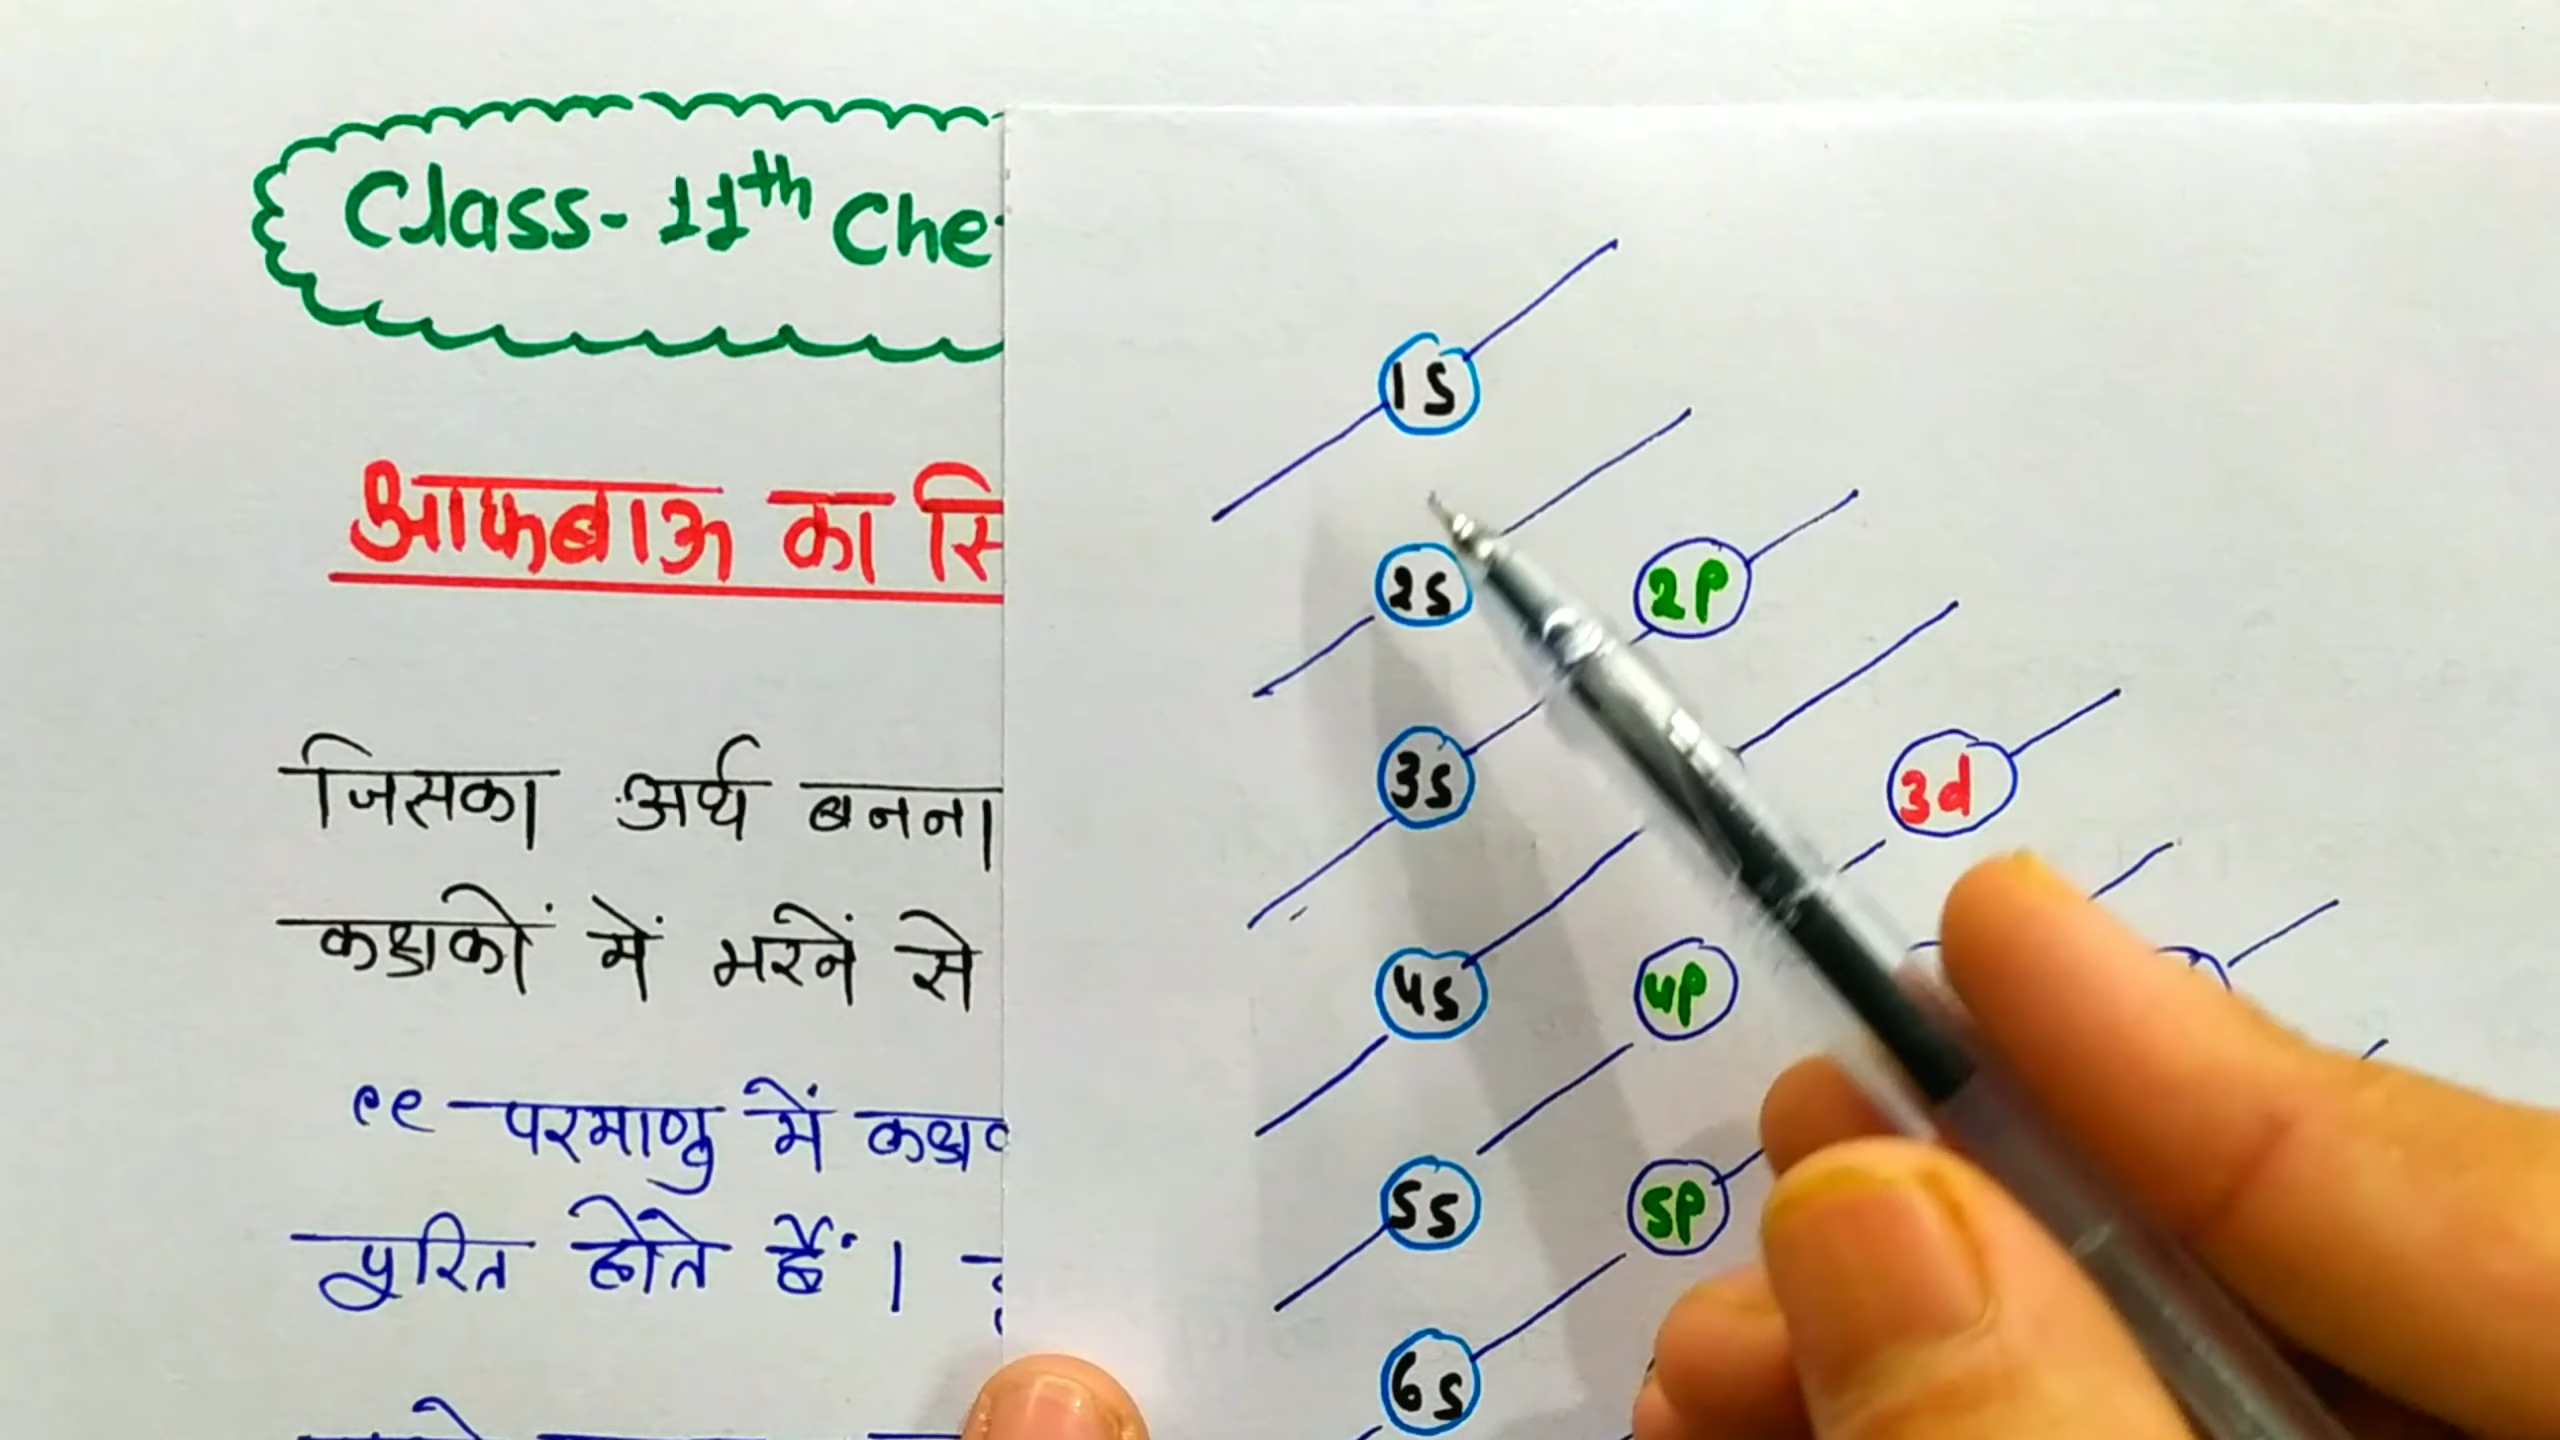 Class-11th Che
आफबाऊ का सि
जिसका अर्थ बनना
कक्षकों में भरनें से
" परमाणु में कक्ष
पूरित होते हैं। 
1S
2S 2P
3S 3d
4S 4P
5S 5P
6S